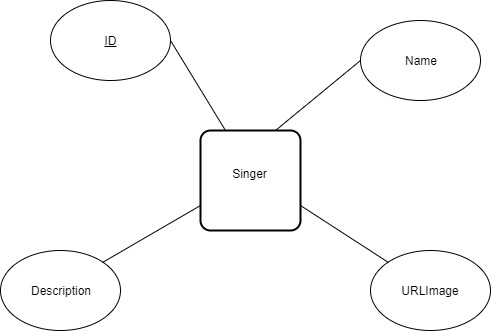 ID
Name
Singer
Description
URLImage